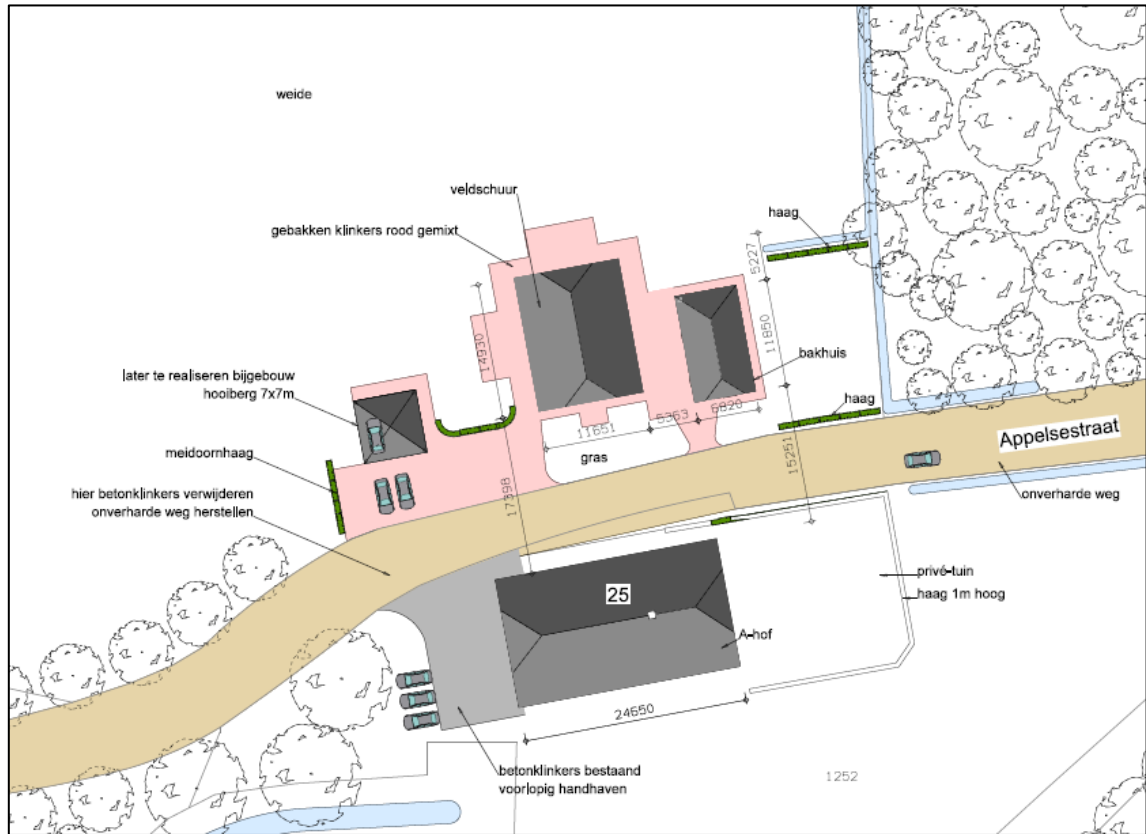 weide
veldschuur
gebakken klinkers rood gemixt
haag
5227
14930
11850
bakhuis
later te realiseren bijgebouw
hooiberg 7x7m
haag
6820
5363
11651
gras
Appelsestraat
meidoornhaag
15251
17398
hier betonklinkers verwijderen
onverharde weg herstellen
onverharde weg
25
privé-tuin
haag 1m hoog
A-hof
24650
betonklinkers bestaand
voorlopig handhaven
1252